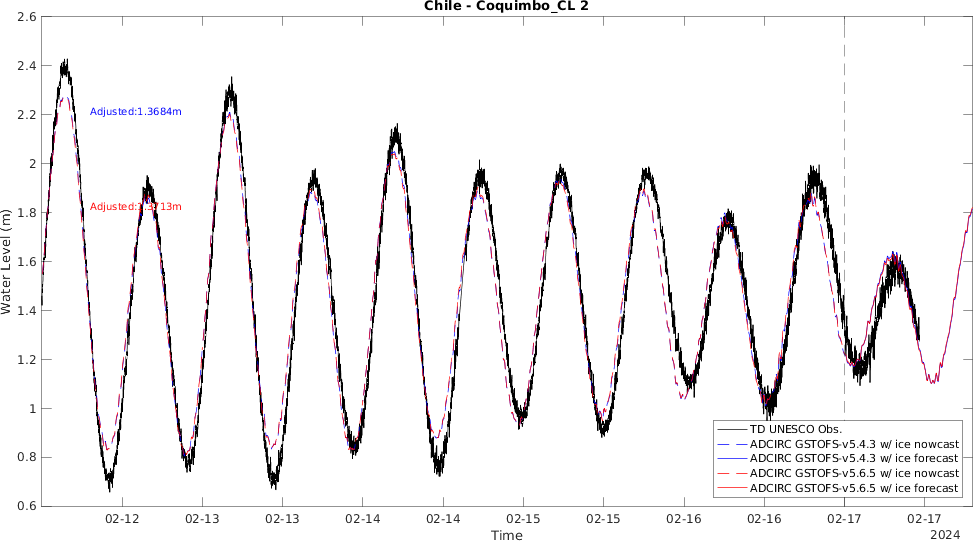 Chile - Coquimbo_CL 2
2.6
2.4
2.2
2
1.8
1.6
1.4
1.2
1
0.8
0.6
Water Level (m)
Adjusted:1.3684m
Adjusted:1.3713m
TD UNESCO Obs.
ADCIRC GSTOFS-v5.4.3 w/ ice nowcast
ADCIRC GSTOFS-v5.4.3 w/ ice forecast
ADCIRC GSTOFS-v5.6.5 w/ ice nowcast
ADCIRC GSTOFS-v5.6.5 w/ ice forecast
02-12 02-13 02-13 02-14 02-14 02-15 02-15 02-16 02-16 02-17 02-17
2024
Time